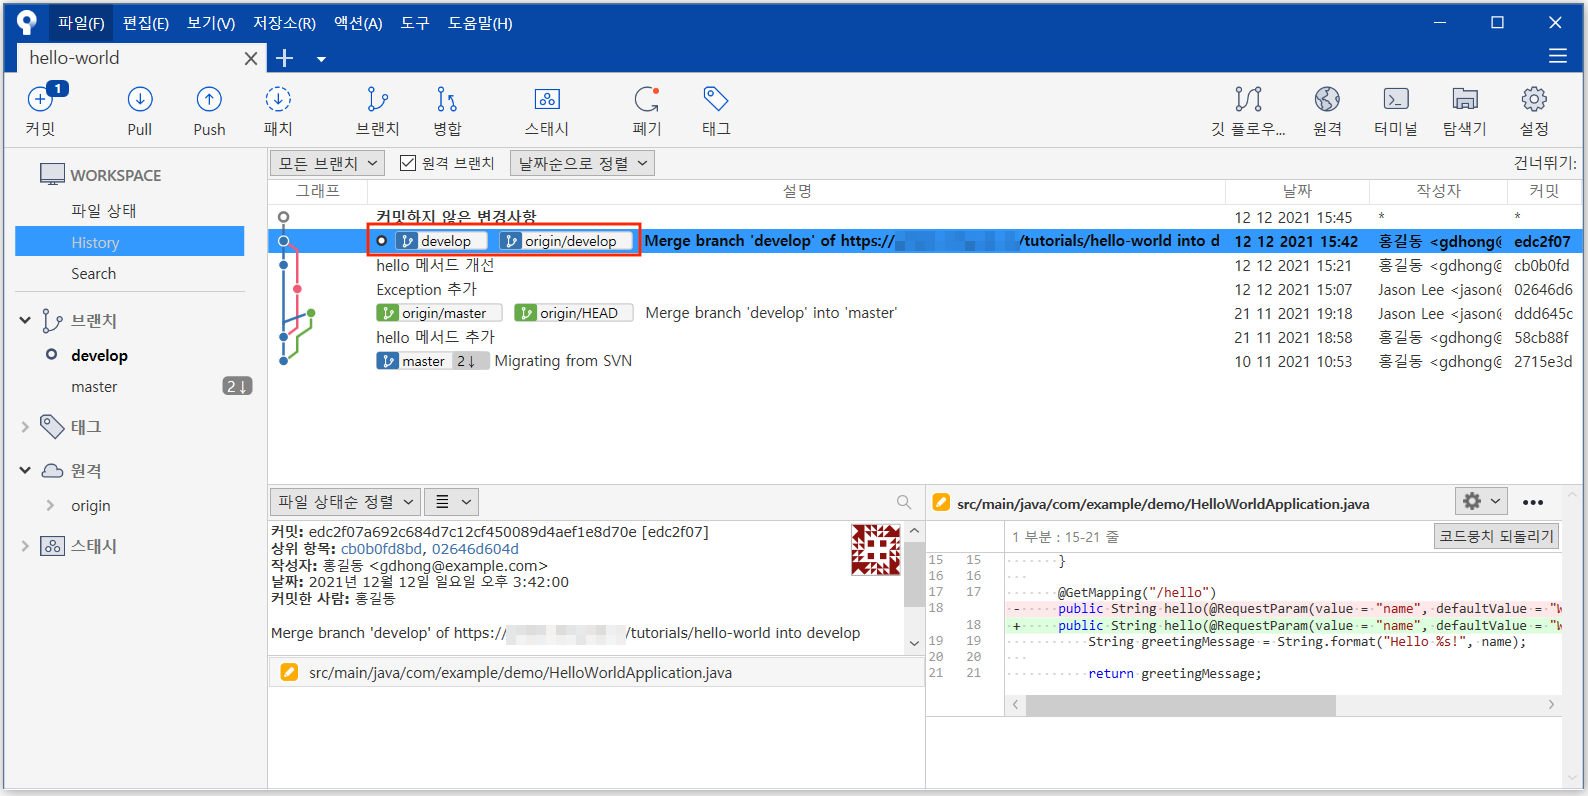 파일(F) 편집(E) 보기(V) 저장소(R) 액션(A) 도구 도움말(H)
hello-world
1
커밋 Pull Push 패치 브랜치 병합 스태시 폐기 태그 깃 플로우... 원격 터미널 탐색기 설정
WORKSPACE
파일 상태
History
Search
브랜치
develop
master 2↓
태그
원격
origin
스태시
모든 브랜치 원격 브랜치 날짜순으로 정렬 건너뛰기:
그래프 설명 날짜 작성자 커밋
커밋하지 않은 변경사항 12 12 2021 15:45 * *
develop origin/develop Merge branch 'develop' of https:// /tutorials/hello-world into d 12 12 2021 15:42 홍길동 <gdhong@ edc2f07
hello 메서드 개선 12 12 2021 15:21 홍길동 <gdhong@ cb0b0fd
Exception 추가 12 12 2021 15:07 Jason Lee <jason@ 02646d6
origin/master origin/HEAD Merge branch 'develop' into 'master' 21 11 2021 19:18 Jason Lee <jason@ ddd645c
hello 메서드 추가 21 11 2021 18:58 홍길동 <gdhong@ 58cb88f
master 2↓ Migrating from SVN 10 11 2021 10:53 홍길동 <gdhong@ 2715e3d
파일 상태순 정렬
커밋: edc2f07a692c684d7c12cf450089d4aef1e8d70e [edc2f07]
상위 항목: cb0b0fd8bd, 02646d604d
작성자: 홍길동 <gdhong@example.com>
날짜: 2021년 12월 12일 일요일 오후 3:42:00
커밋한 사람: 홍길동
Merge branch 'develop' of https:// /tutorials/hello-world into develop
src/main/java/com/example/demo/HelloWorldApplication.java
src/main/java/com/example/demo/HelloWorldApplication.java
1 부분 : 15-21 줄 코드뭉치 되돌리기
15 15 }
16 16
17 17 @GetMapping("/hello")
18 - public String hello(@RequestParam(value = "name", defaultValue = "W
18 + public String hello(@RequestParam(value = "name", defaultValue = "W
19 19 String greetingMessage = String.format("Hello %s!", name);
20 20
21 21 return greetingMessage;